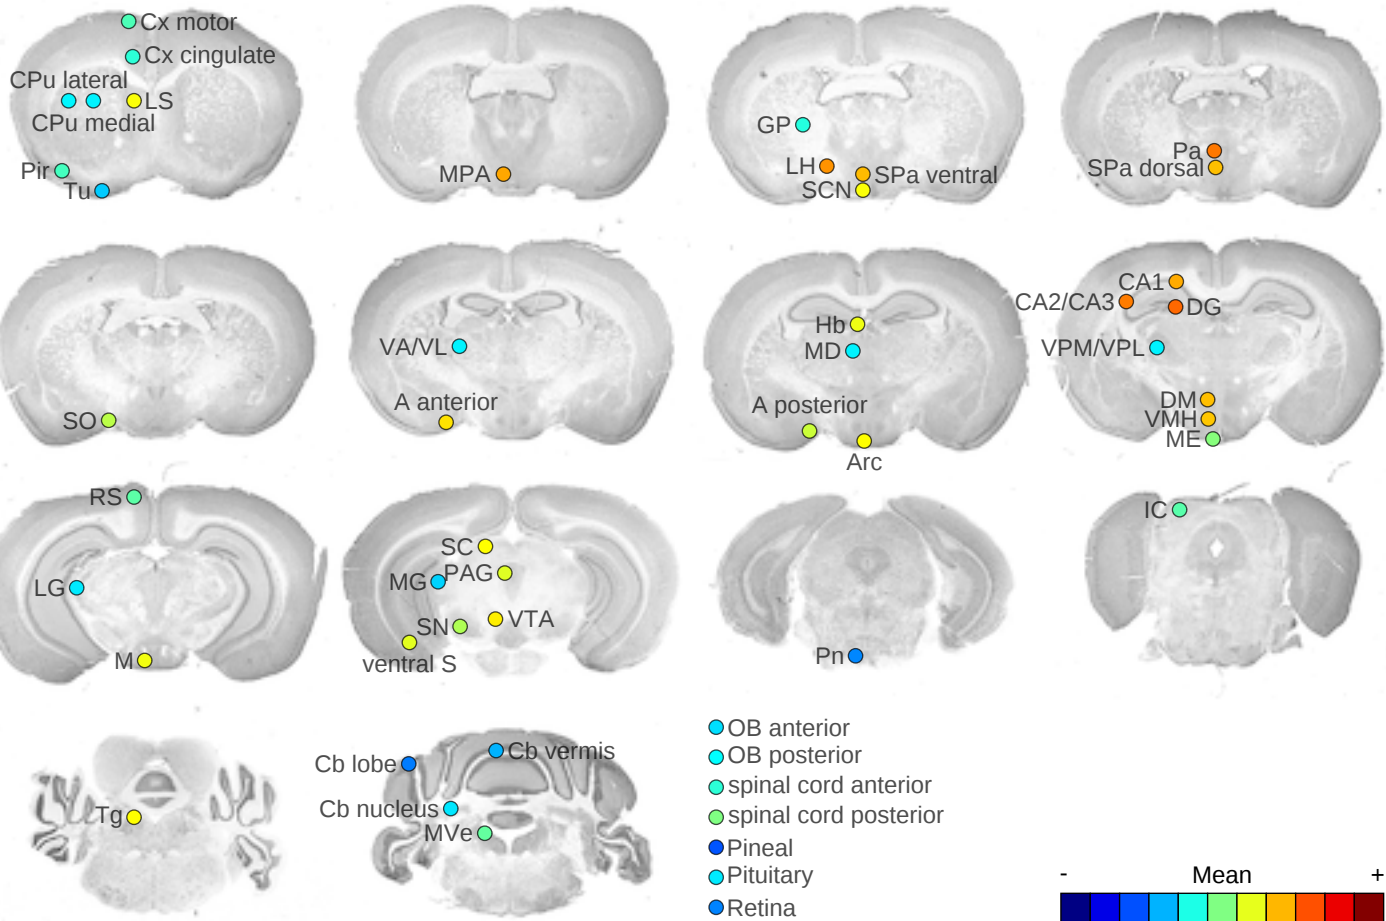 Cx motor
Cx cingulate
CPu lateral
LS
CPu medial
Pir
Tu
MPA
GP
LH
SPa ventral
SCN
Pa
SPa dorsal
SO
VA/VL
A anterior
Hb
MD
A posterior
Arc
CA1
CA2/CA3
DG
VPM/VPL
DM
VMH
ME
RS
LG
M
SC
MG
PAG
SN
VTA
ventral S
Pn
IC
Tg
Cb lobe
Cb vermis
Cb nucleus
MVe
OB anterior
OB posterior
spinal cord anterior
spinal cord posterior
Pineal
Pituitary
Retina
- Mean +